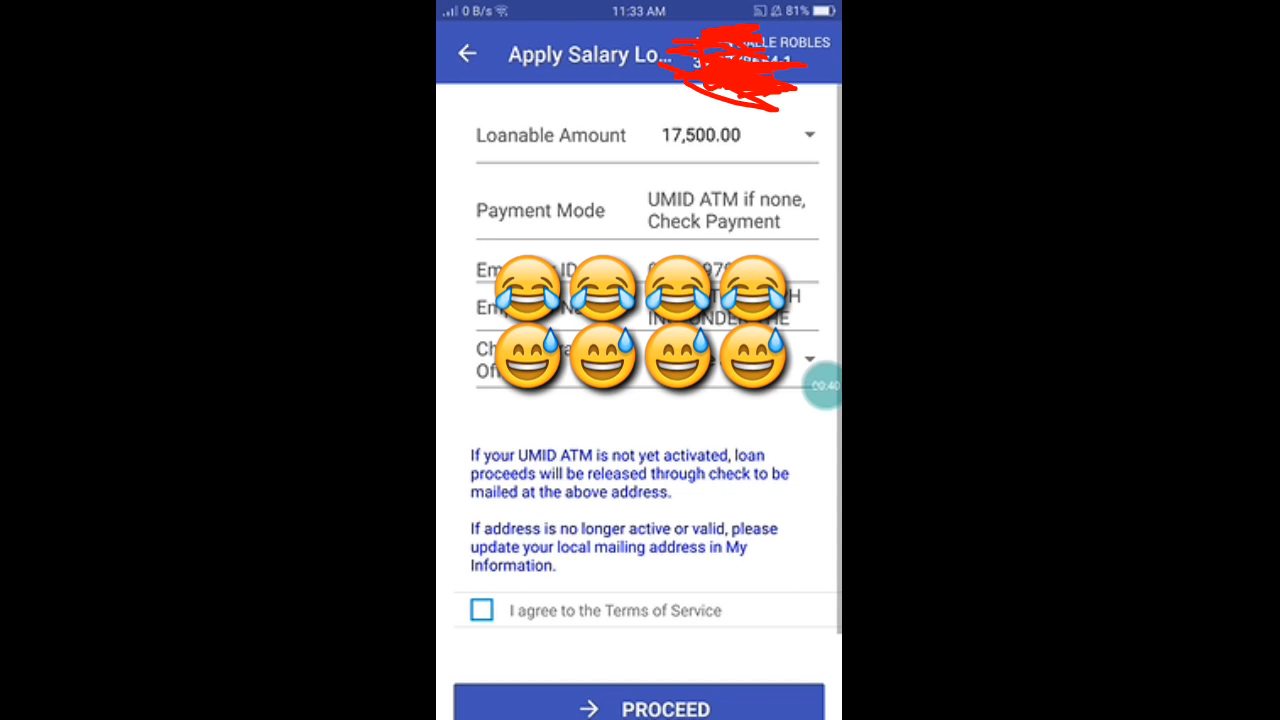 0 B/s 11:33 AM 81%
Apply Salary Lo... ROBLES
Loanable Amount 17,500.00
Payment Mode UMID ATM if none,
Check Payment
00:40
If your UMID ATM is not yet activated, loan
proceeds will be released through check to be
mailed at the above address.
If address is no longer active or valid, please
update your local mailing address in My
Information.
I agree to the Terms of Service
PROCEED